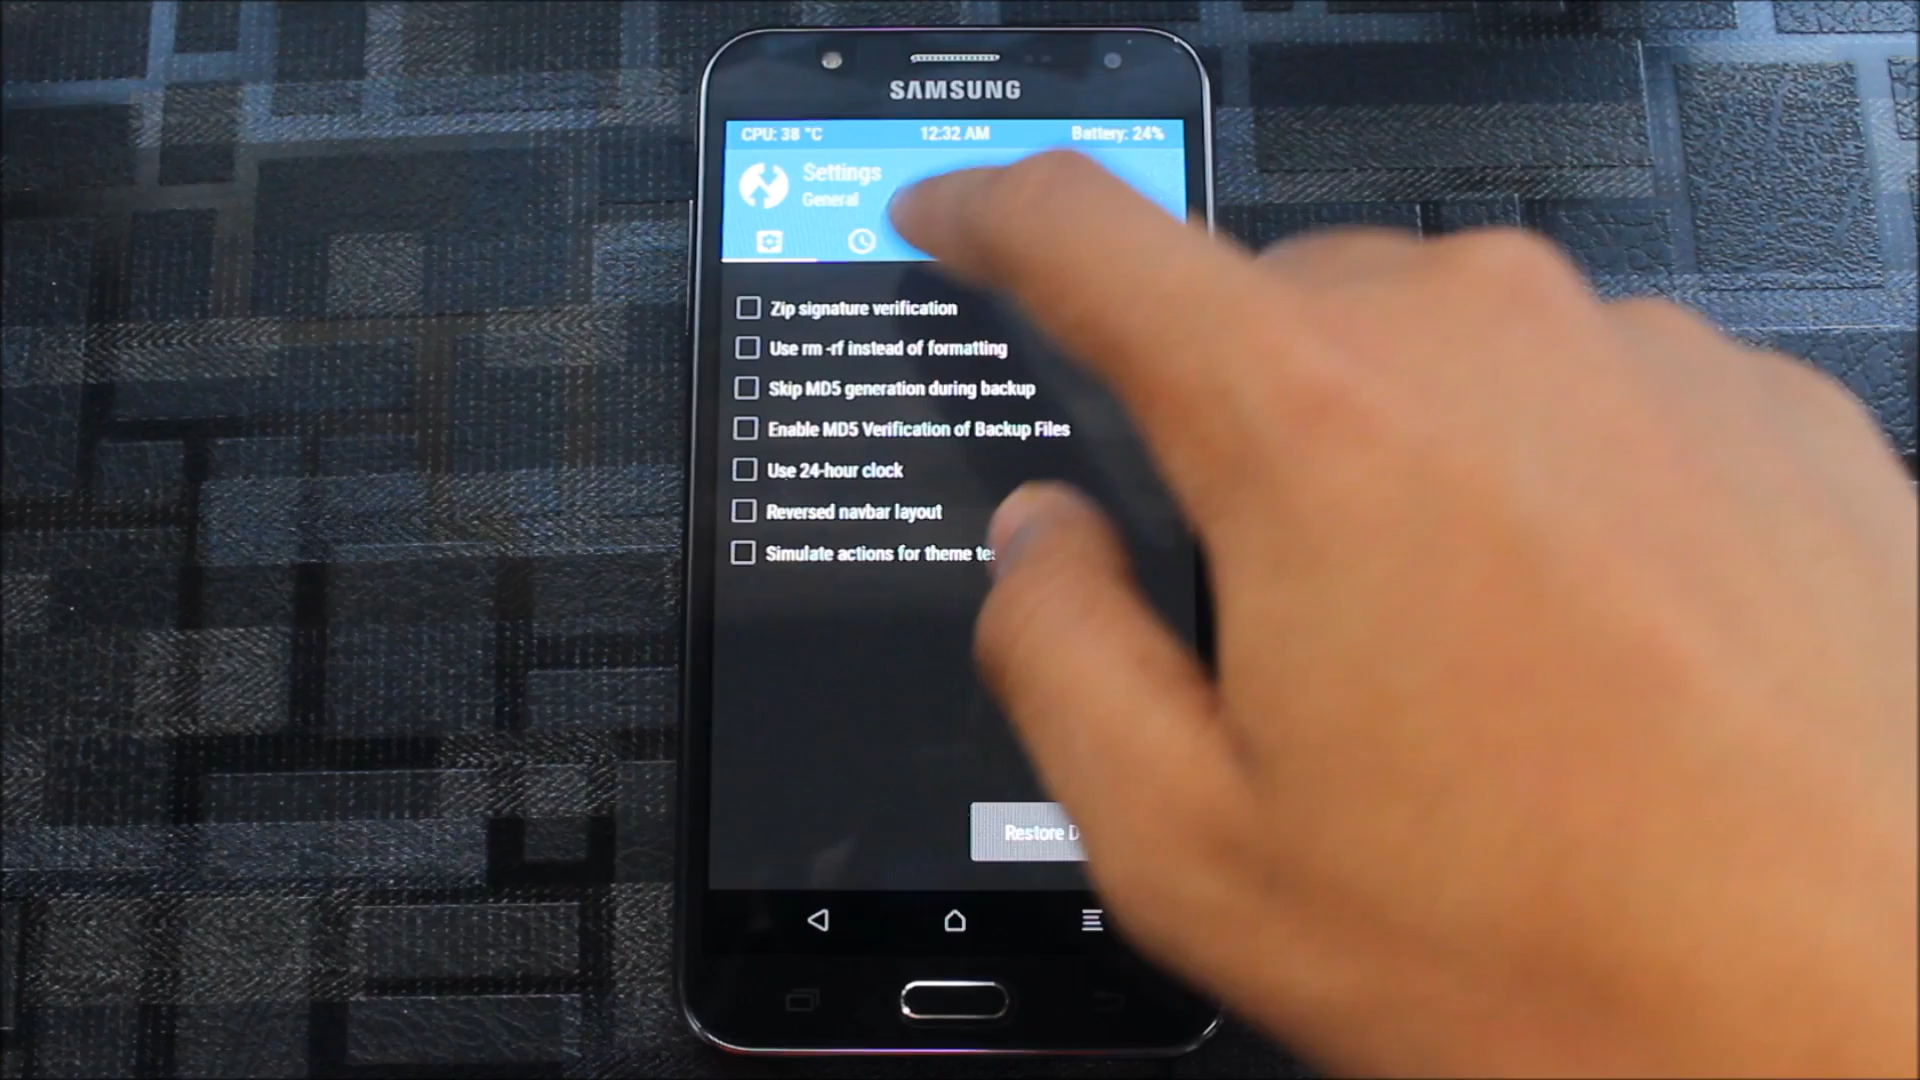 SAMSUNG
CPU: 38 °C 12:32 AM Battery: 24%
Settings
General
Zip signature verification
Use rm -rf instead of formatting
Skip MD5 generation during backup
Enable MD5 Verification of Backup Files
Use 24-hour clock
Reversed navbar layout
Simulate actions for theme
Restore